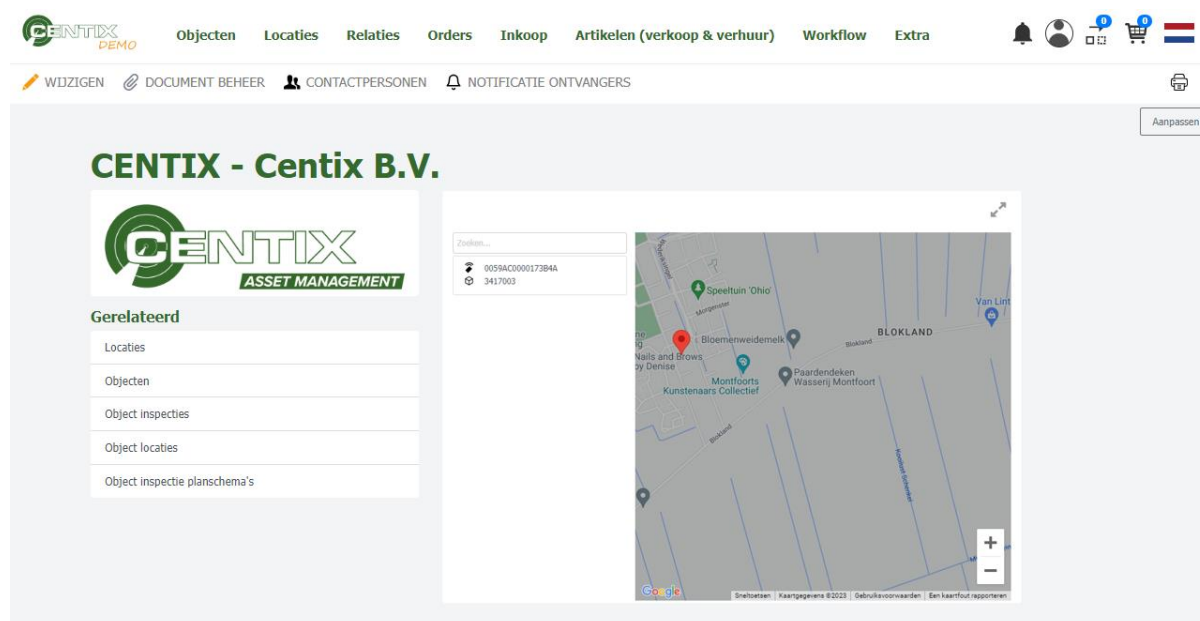 CENTIX
DEMO
Objecten Locaties Relaties Orders Inkoop Artikelen (verkoop & verhuur) Workflow Extra
0 0
WIJZIGEN DOCUMENT BEHEER CONTACTPERSONEN NOTIFICATIE ONTVANGERS
Aanpassen
CENTIX - Centix B.V.
CENTIX
ASSET MANAGEMENT
Gerelateerd
Locaties
Objecten
Object inspecties
Object locaties
Object inspectie planschema's
Zoeken...
0059AC0000173B4A
3417003
Speeltuin 'Ohio'
Morgenster
Van Lint
BLOKLAND
Blokland
Bloemenweidemelk
Nails and Brows
by Denise
Montfoorts
Kunstenaars Collectief
Paardendeken
Wasserij Montfoort
Blokland
+
−
Google
Sneltoetsen Kaartgegevens ©2023 Gebruiksvoorwaarden Een kaartfout rapporteren